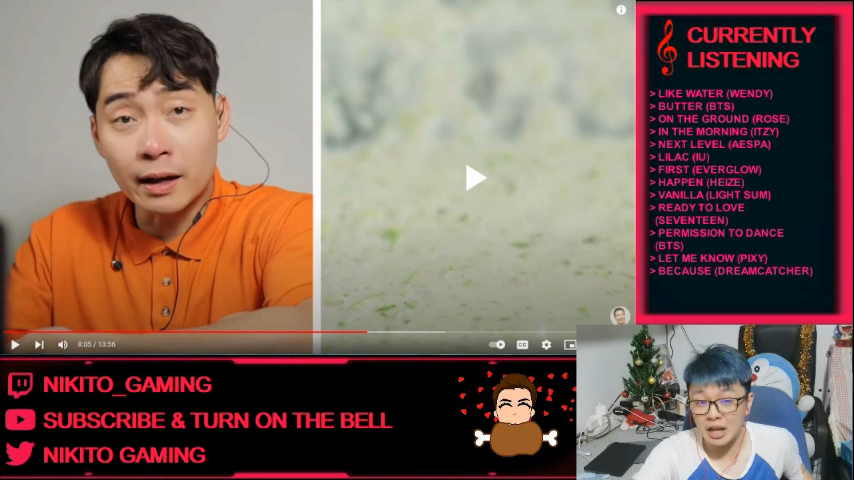 CURRENTLY
LISTENING
> LIKE WATER (WENDY)
> BUTTER (BTS)
> ON THE GROUND (ROSE)
> IN THE MORNING (ITZY)
> NEXT LEVEL (AESPA)
> LILAC (IU)
> FIRST (EVERGLOW)
> HAPPEN (HEIZE)
> VANILLA (LIGHT SUM)
> READY TO LOVE
(SEVENTEEN)
> PERMISSION TO DANCE
(BTS)
> LET ME KNOW (PIXY)
> BECAUSE (DREAMCATCHER)
8:05 / 13:56
CC
NIKITO_GAMING
SUBSCRIBE & TURN ON THE BELL
NIKITO GAMING